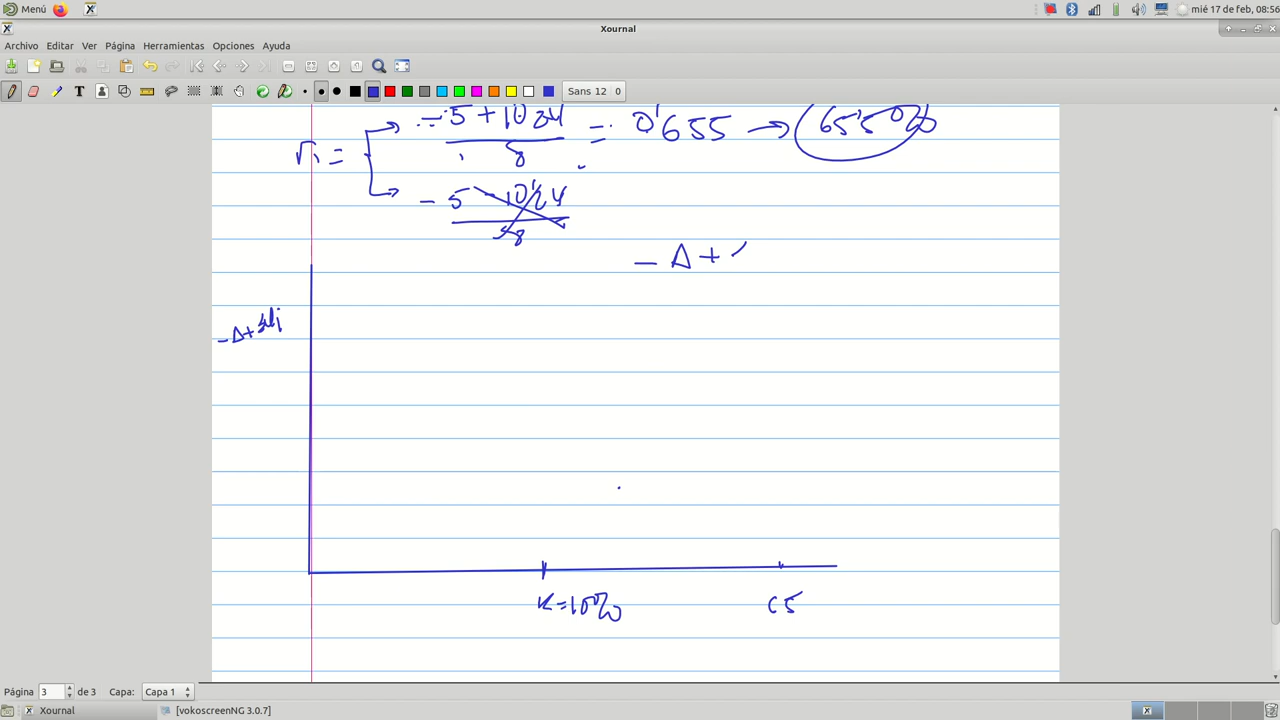 Menú mié 17 de feb, 08:56
Xournal
Archivo Editar Ver Página Herramientas Opciones Ayuda
Sans 12 0
-5 + 10'24 / 8 = 0'655 → 65'5%
r₁ =
-5 - 10'24 / 8
- Δ +
- Δ +
K = 10%
Página 3 de 3 Capa: Capa 1
Xournal [vokoscreenNG 3.0.7]